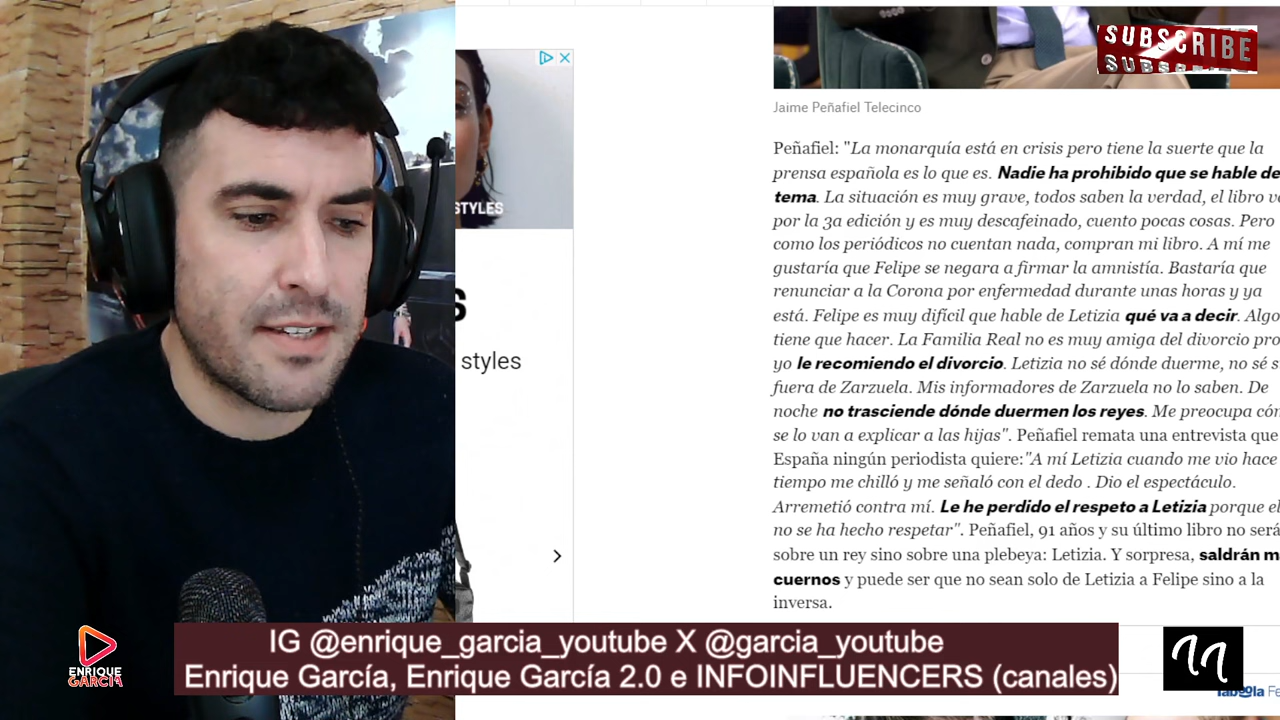 SUBSCRIBE
STYLES
styles
Jaime Peñafiel Telecinco
Peñafiel: "La monarquía está en crisis pero tiene la suerte que la
prensa española es lo que es. Nadie ha prohibido que se hable de
tema. La situación es muy grave, todos saben la verdad, el libro v
por la 3a edición y es muy descafeinado, cuento pocas cosas. Pero
como los periódicos no cuentan nada, compran mi libro. A mí me
gustaría que Felipe se negara a firmar la amnistía. Bastaría que
renunciar a la Corona por enfermedad durante unas horas y ya
está. Felipe es muy difícil que hable de Letizia qué va a decir. Algo
tiene que hacer. La Familia Real no es muy amiga del divorcio pro
yo le recomiendo el divorcio. Letizia no sé dónde duerme, no sé s
fuera de Zarzuela. Mis informadores de Zarzuela no lo saben. De
noche no trasciende dónde duermen los reyes. Me preocupa cón
se lo van a explicar a las hijas". Peñafiel remata una entrevista que
España ningún periodista quiere:"A mí Letizia cuando me vio hace
tiempo me chilló y me señaló con el dedo . Dio el espectáculo.
Arremetió contra mí. Le he perdido el respeto a Letizia porque el
no se ha hecho respetar". Peñafiel, 91 años y su último libro no será
sobre un rey sino sobre una plebeya: Letizia. Y sorpresa, saldrán m
cuernos y puede ser que no sean solo de Letizia a Felipe sino a la
inversa.
IG @enrique_garcia_youtube X @garcia_youtube
Enrique García, Enrique García 2.0 e INFOINFLUENCERS (canales)
ENRIQUE
GARCÍA